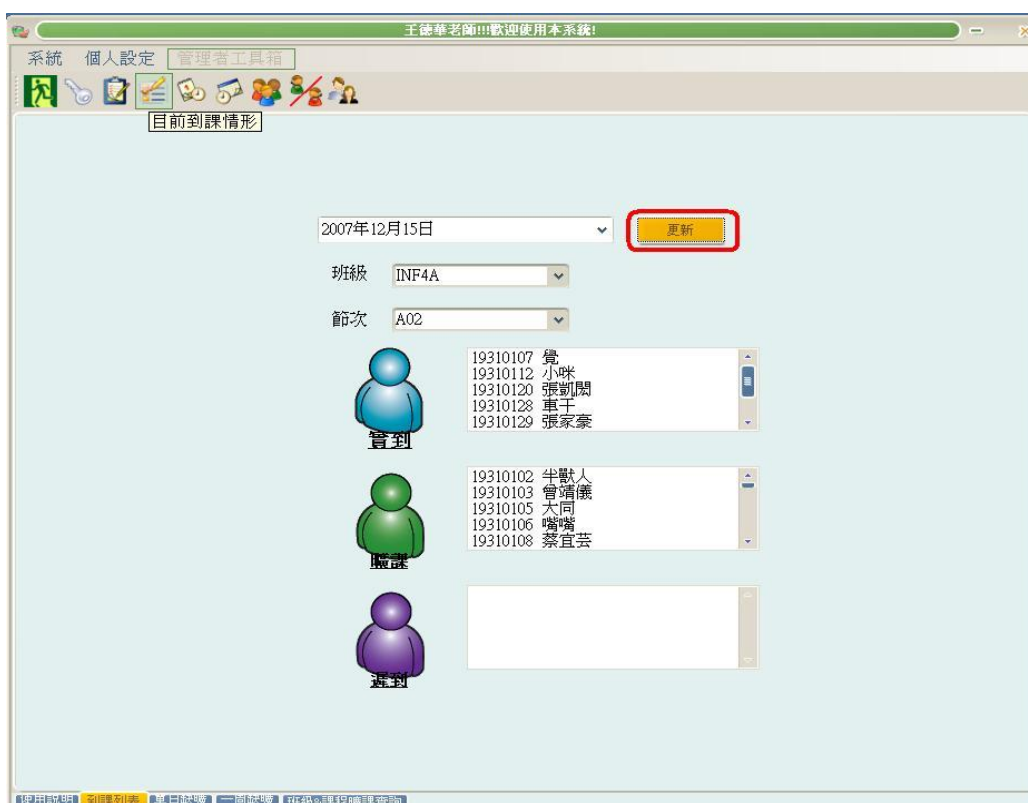 王德華老師!!!歡迎使用本系統!
系統 個人設定 管理者工具箱
目前到課情形
2007年12月15日 更新
班級 INF4A
節次 A02
19310107 覺
19310112 小咪
19310120 張凱閎
19310128 車干
19310129 張家豪
實到
19310102 半獸人
19310103 曾靖儀
19310105 大同
19310106 嘴嘴
19310108 蔡宜芸
曠課
遲到
使用說明 到課列表